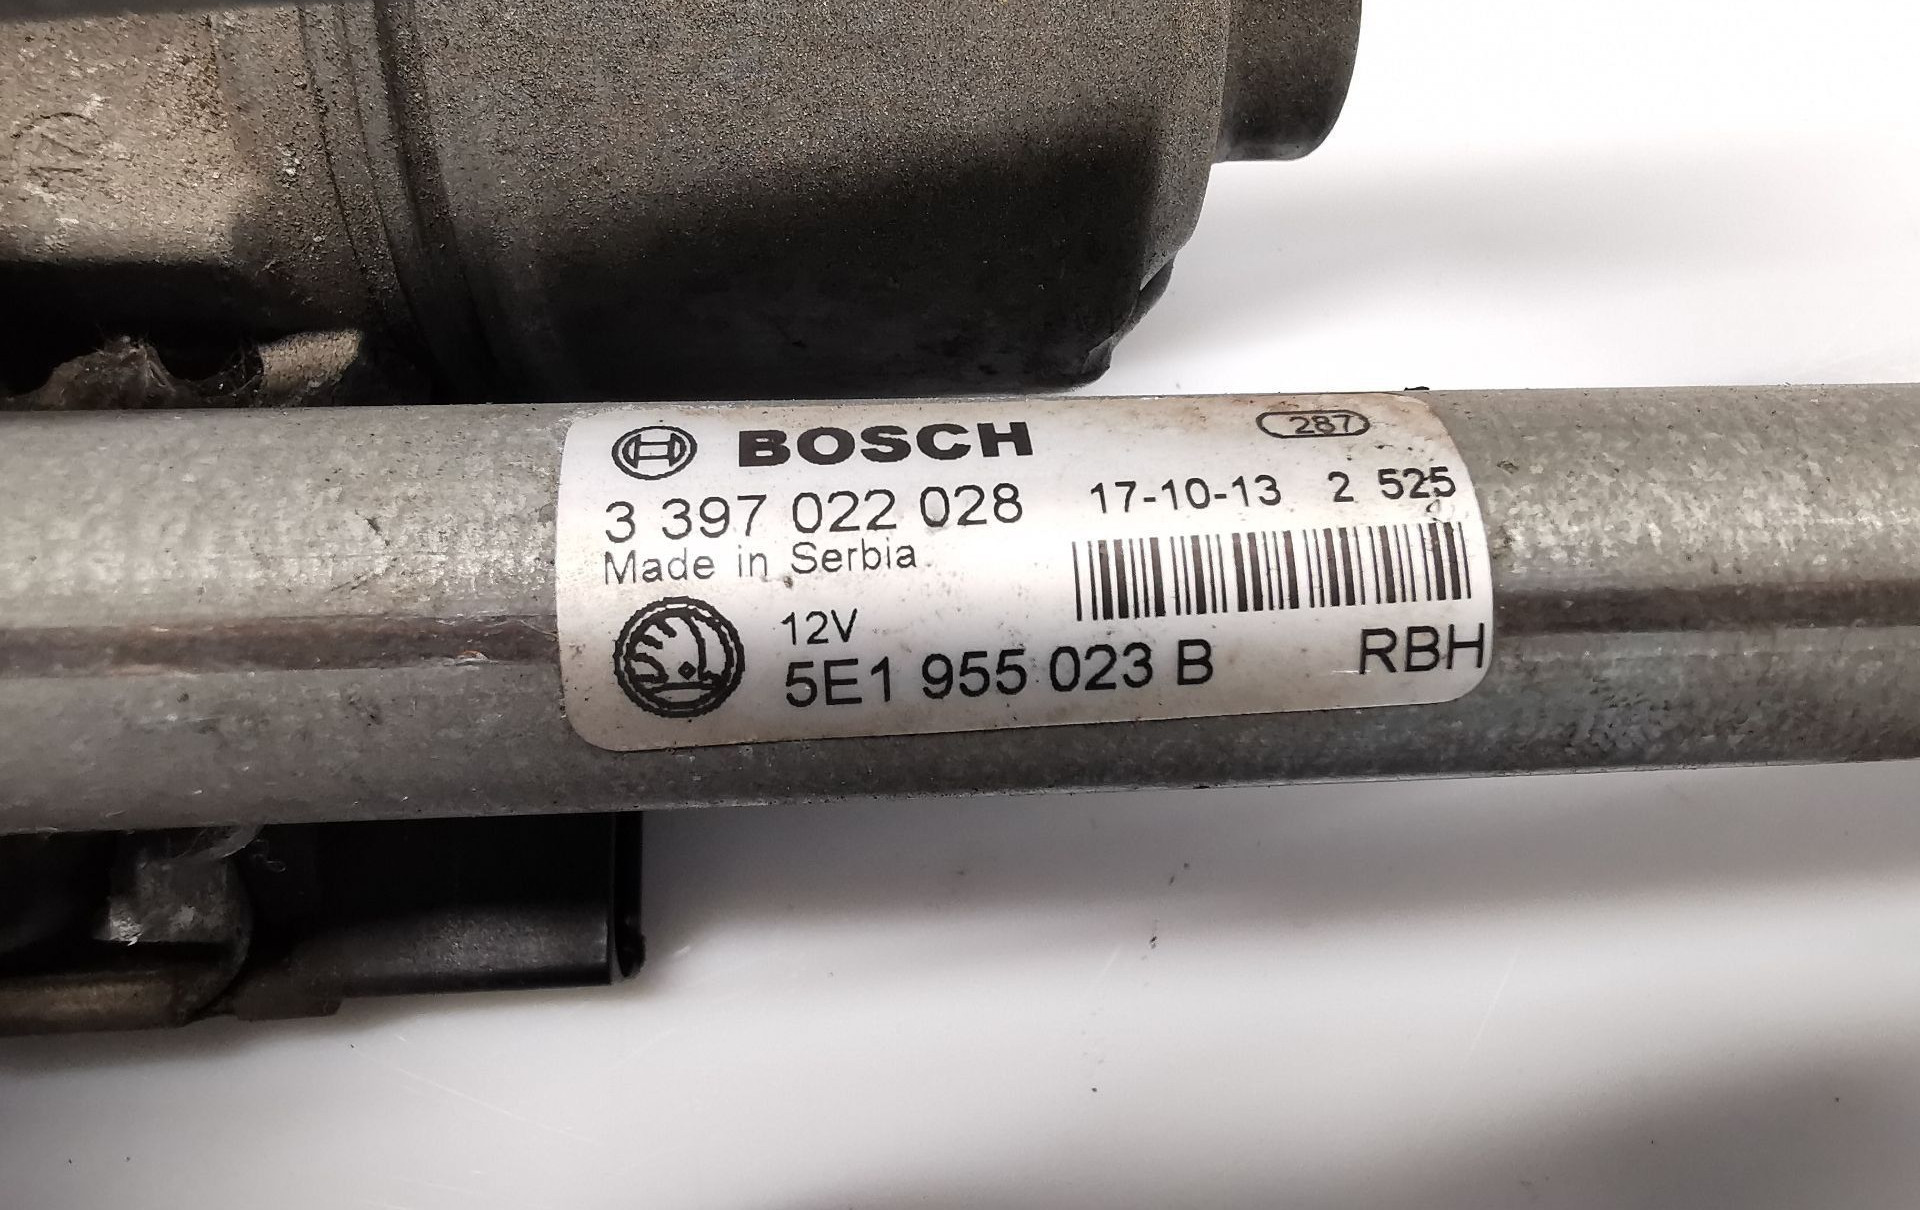 BOSCH 287
3 397 022 028 17-10-13 2 525
Made in Serbia
12V
5E1 955 023 B RBH